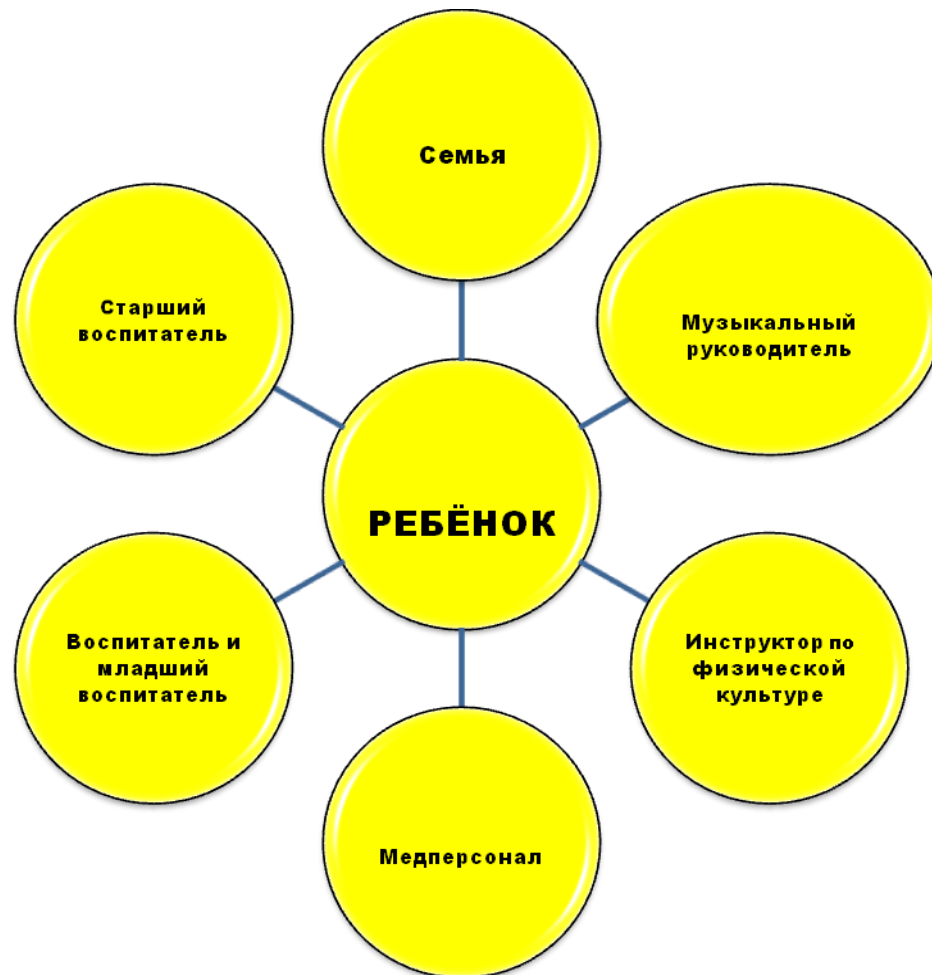 Семья
Старший
воспитатель
Музыкальный
руководитель
РЕБЁНОК
Воспитатель и
младший
воспитатель
Инструктор по
физической
культуре
Медперсонал